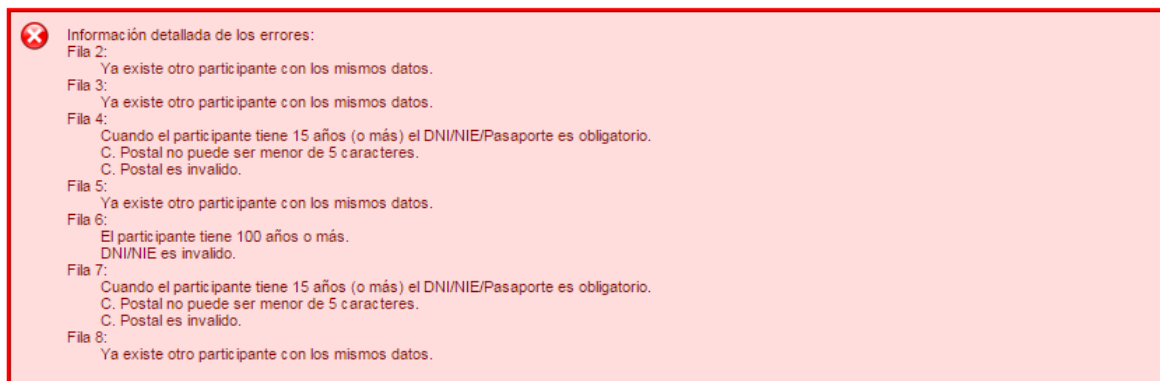 Información detallada de los errores:
Fila 2:
Ya existe otro participante con los mismos datos.
Fila 3:
Ya existe otro participante con los mismos datos.
Fila 4:
Cuando el participante tiene 15 años (o más) el DNI/NIE/Pasaporte es obligatorio.
C. Postal no puede ser menor de 5 caracteres.
C. Postal es invalido.
Fila 5:
Ya existe otro participante con los mismos datos.
Fila 6:
El participante tiene 100 años o más.
DNI/NIE es invalido.
Fila 7:
Cuando el participante tiene 15 años (o más) el DNI/NIE/Pasaporte es obligatorio.
C. Postal no puede ser menor de 5 caracteres.
C. Postal es invalido.
Fila 8:
Ya existe otro participante con los mismos datos.